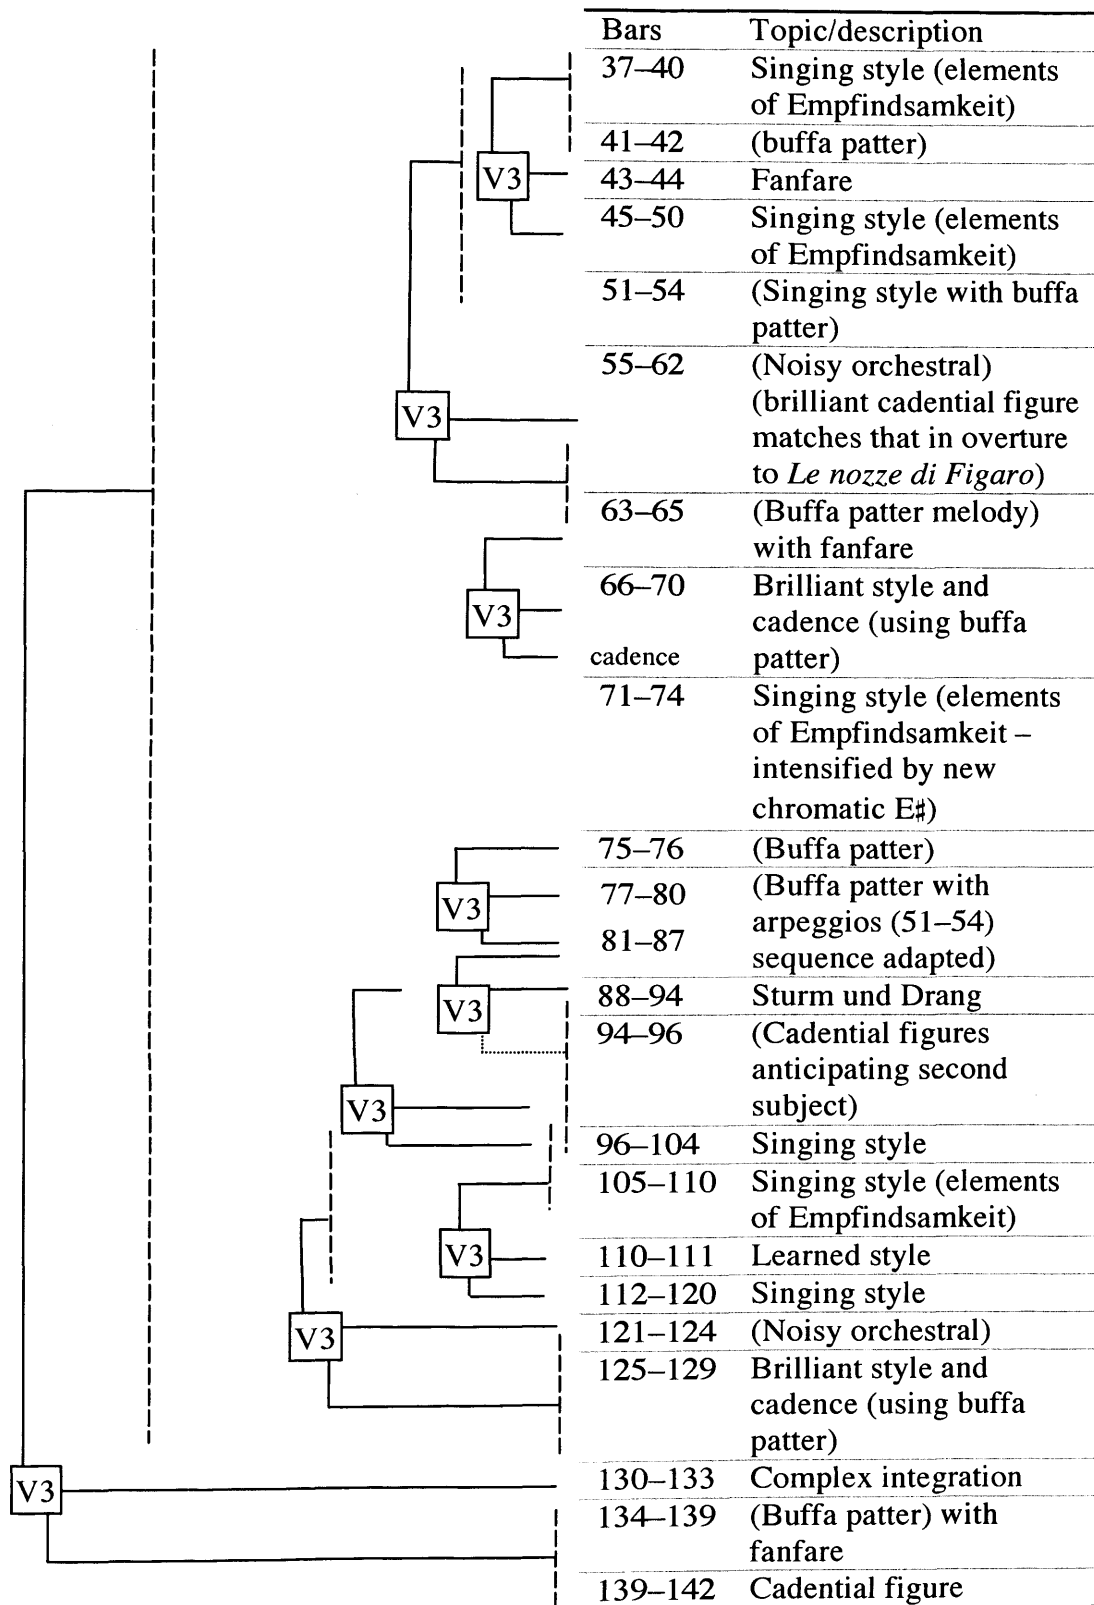 Bars Topic/description
37–40 Singing style (elements
of Empfindsamkeit)
41–42 (buffa patter)
V3
43–44 Fanfare
45–50 Singing style (elements
of Empfindsamkeit)
51–54 (Singing style with buffa
patter)
55–62 (Noisy orchestral)
(brilliant cadential figure
V3
matches that in overture
to Le nozze di Figaro)
63–65 (Buffa patter melody)
with fanfare
66–70 Brilliant style and
V3
cadence (using buffa
cadence patter)
71–74 Singing style (elements
of Empfindsamkeit –
intensified by new
chromatic E♯)
75–76 (Buffa patter)
77–80 (Buffa patter with
V3
arpeggios (51–54)
81–87 sequence adapted)
88–94 Sturm und Drang
V3
94–96 (Cadential figures
anticipating second
subject)
V3
96–104 Singing style
105–110 Singing style (elements
of Empfindsamkeit)
V3
110–111 Learned style
112–120 Singing style
V3
121–124 (Noisy orchestral)
125–129 Brilliant style and
cadence (using buffa
patter)
V3
130–133 Complex integration
134–139 (Buffa patter) with
fanfare
139–142 Cadential figure